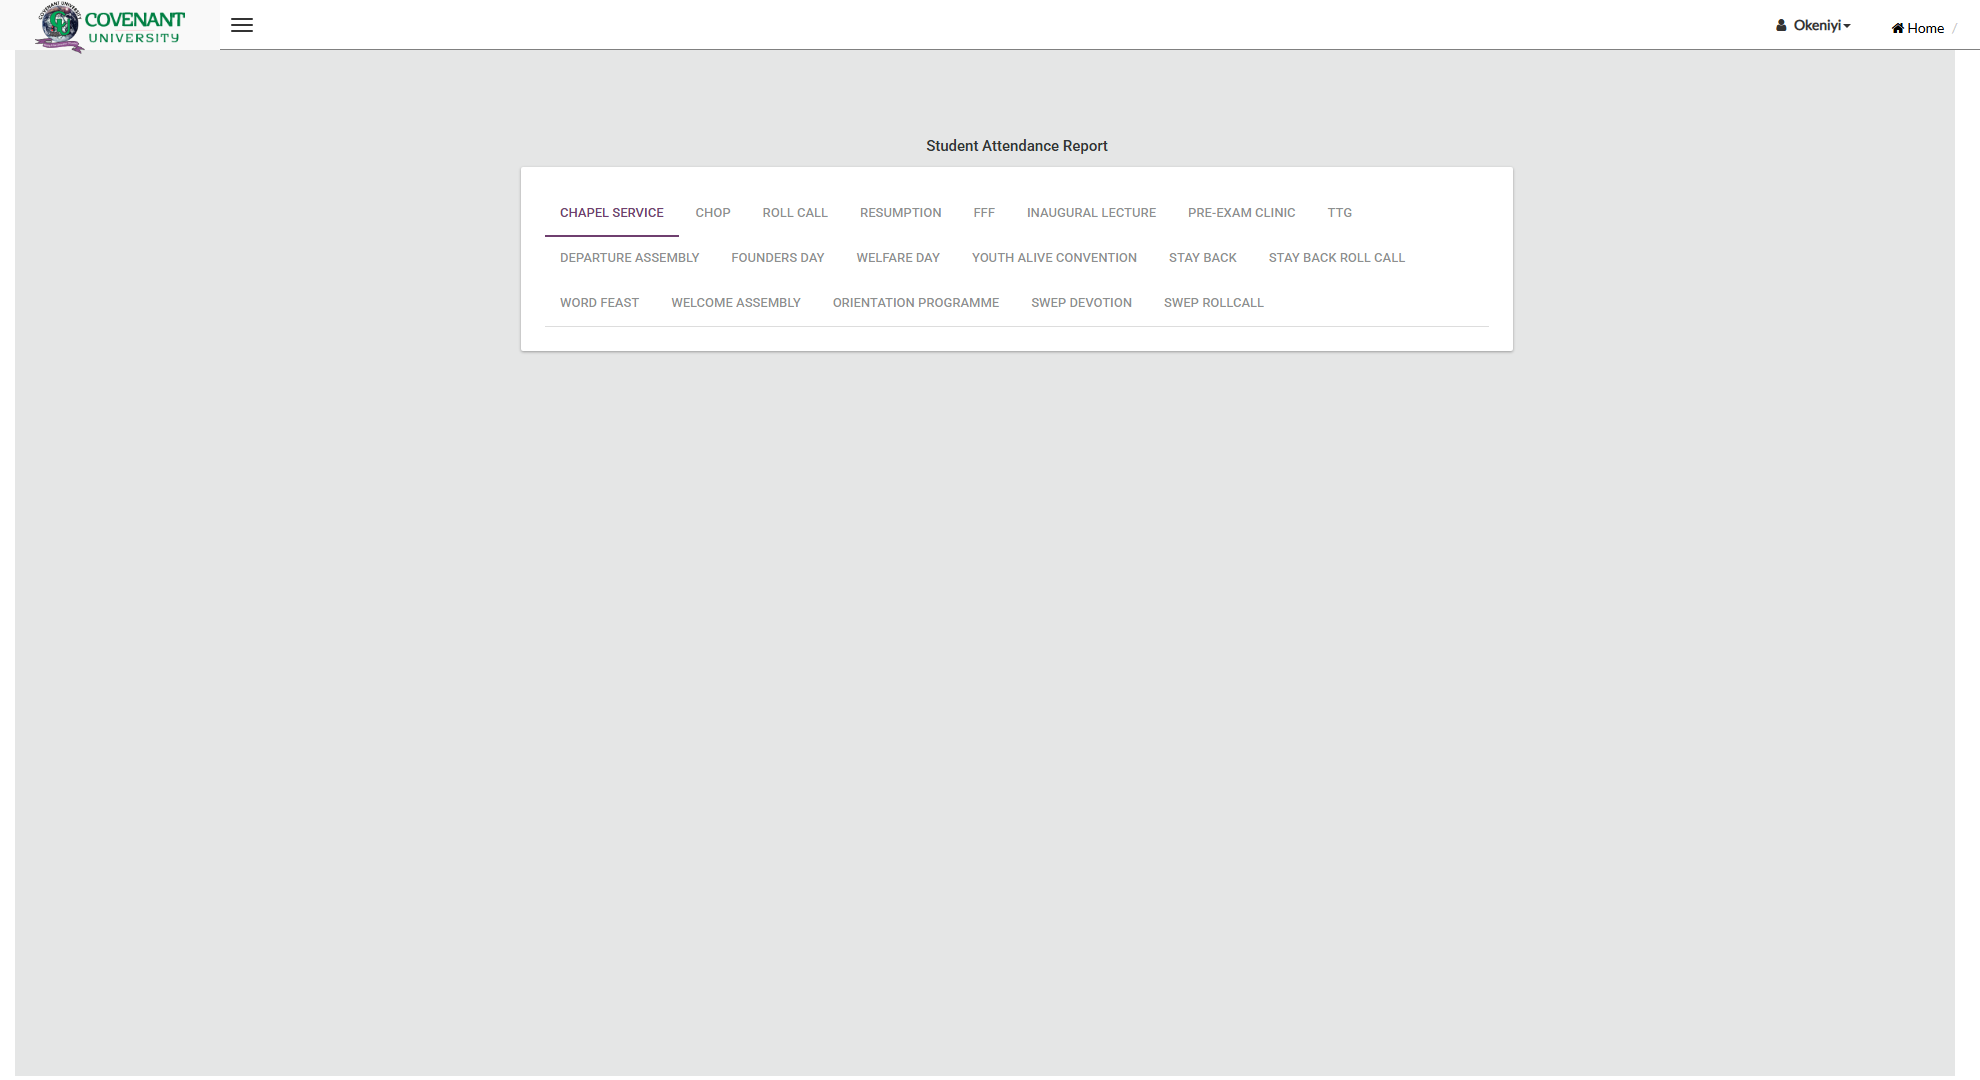 COVENANT UNIVERSITY
COVENANT
UNIVERSITY
Okeniyi
Home /
Student Attendance Report
CHAPEL SERVICE CHOP ROLL CALL RESUMPTION FFF INAUGURAL LECTURE PRE-EXAM CLINIC TTG
DEPARTURE ASSEMBLY FOUNDERS DAY WELFARE DAY YOUTH ALIVE CONVENTION STAY BACK STAY BACK ROLL CALL
WORD FEAST WELCOME ASSEMBLY ORIENTATION PROGRAMME SWEP DEVOTION SWEP ROLLCALL